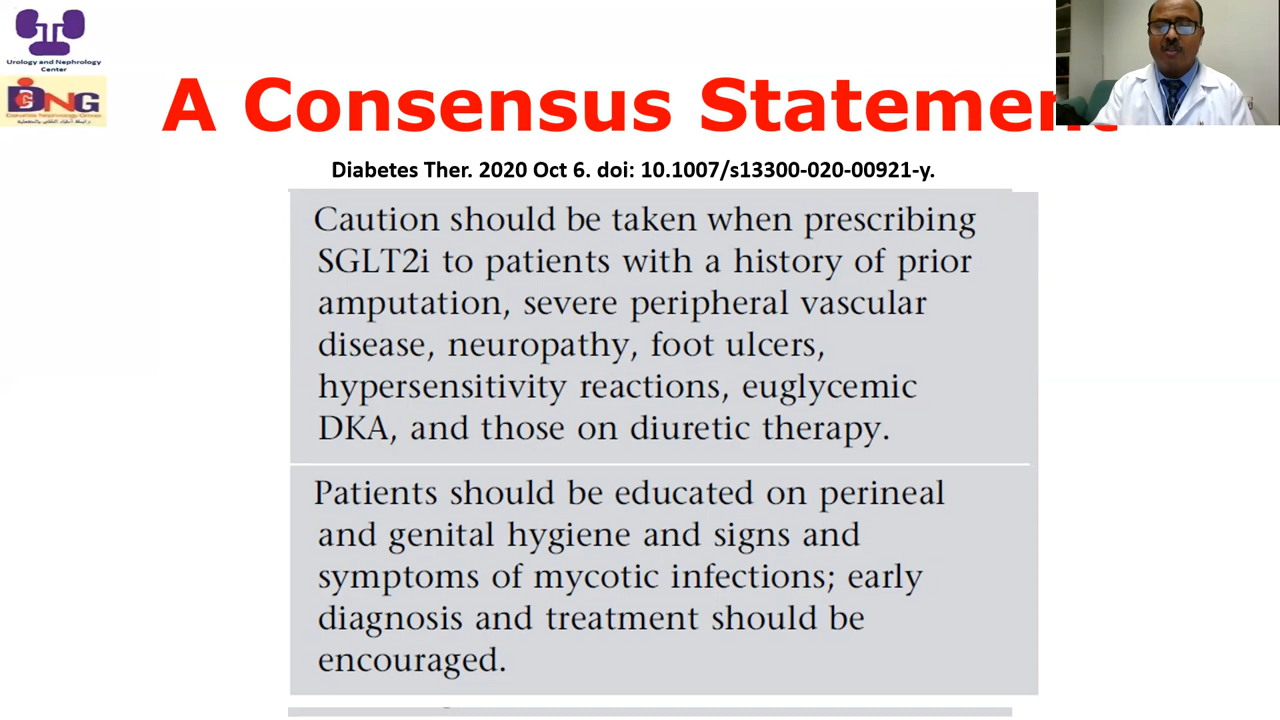 Urology and Nephrology
Center
DNG
A Consensus Statement
Diabetes Ther. 2020 Oct 6. doi: 10.1007/s13300-020-00921-y.
Caution should be taken when prescribing
SGLT2i to patients with a history of prior
amputation, severe peripheral vascular
disease, neuropathy, foot ulcers,
hypersensitivity reactions, euglycemic
DKA, and those on diuretic therapy.
Patients should be educated on perineal
and genital hygiene and signs and
symptoms of mycotic infections; early
diagnosis and treatment should be
encouraged.